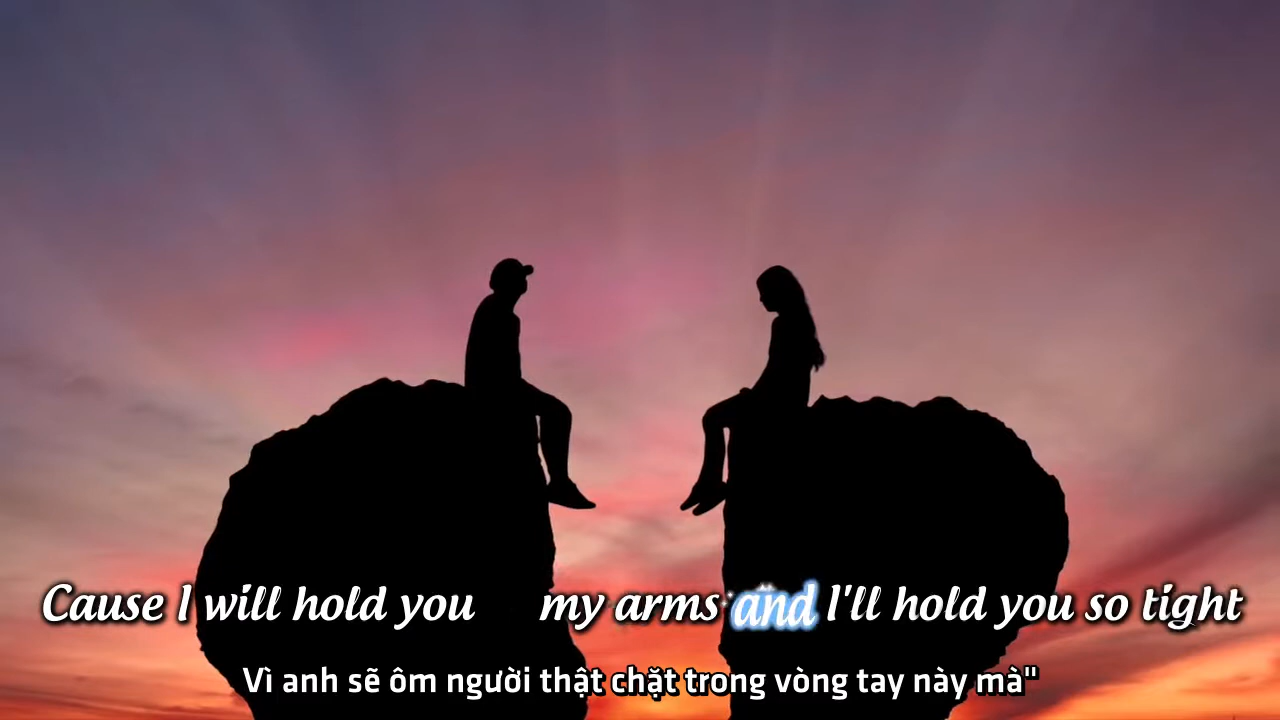 Cause I will hold you my arms and I'll hold you so tight
Vì anh sẽ ôm người thật chặt trong vòng tay này mà"